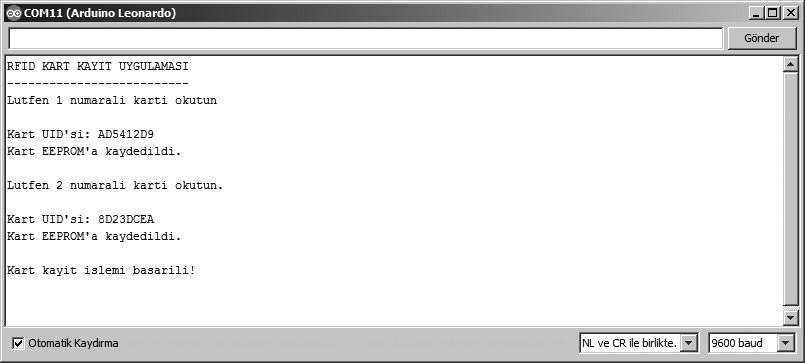 COM11 (Arduino Leonardo)
Gönder
RFID KART KAYIT UYGULAMASI
--------------------------
Lutfen 1 numarali karti okutun
Kart UID'si: AD5412D9
Kart EEPROM'a kaydedildi.
Lutfen 2 numarali karti okutun.
Kart UID'si: 8D23DCEA
Kart EEPROM'a kaydedildi.
Kart kayit islemi basarili!
Otomatik Kaydırma
NL ve CR ile birlikte.
9600 baud